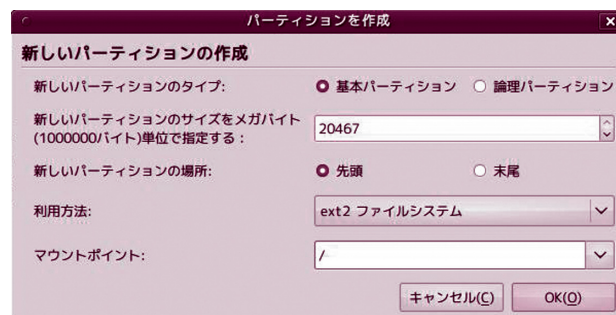 パーティションを作成
新しいパーティションの作成
新しいパーティションのタイプ: 基本パーティション 論理パーティション
新しいパーティションのサイズをメガバイト
(1000000バイト)単位で指定する : 20467
新しいパーティションの場所: 先頭 末尾
利用方法: ext2 ファイルシステム
マウントポイント: /
キャンセル(C) OK(O)